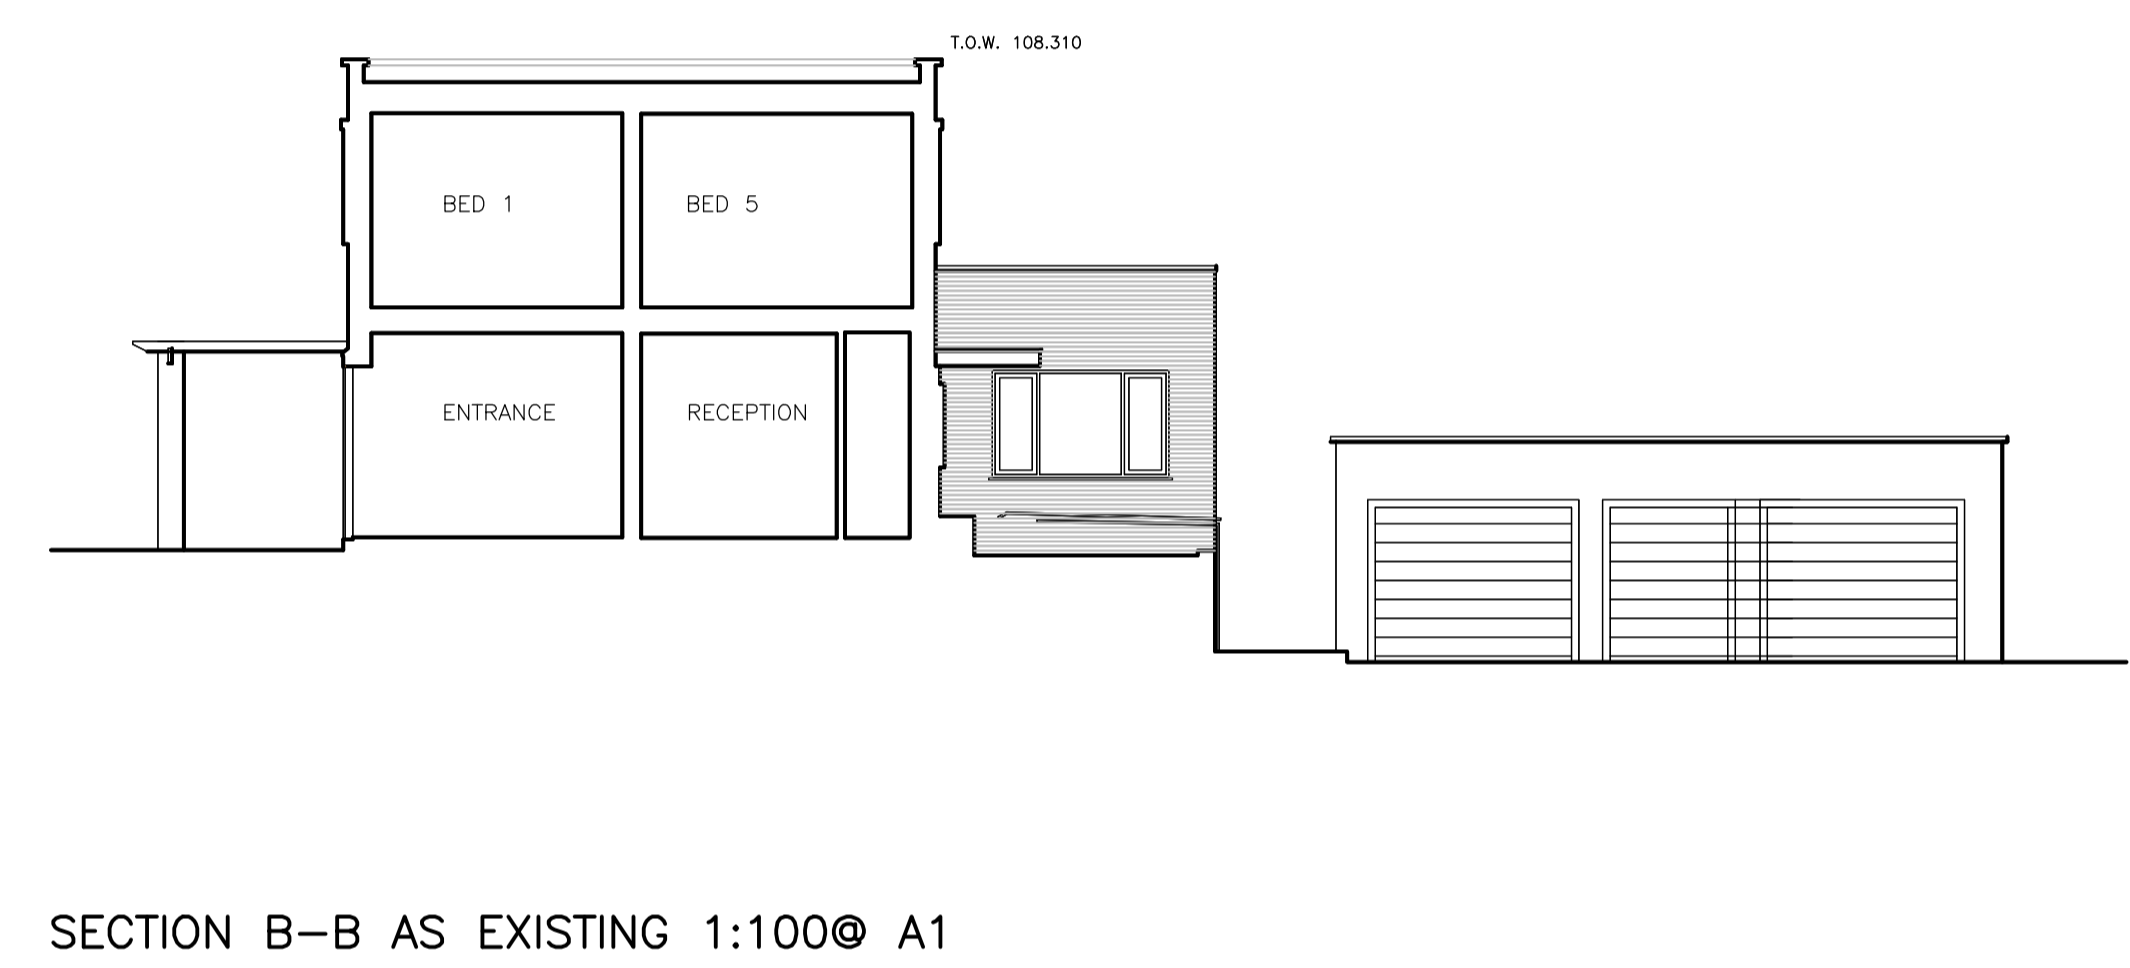 T.O.W. 108.310
BED 1
BED 5
ENTRANCE
RECEPTION
SECTION B-B AS EXISTING 1:100@ A1